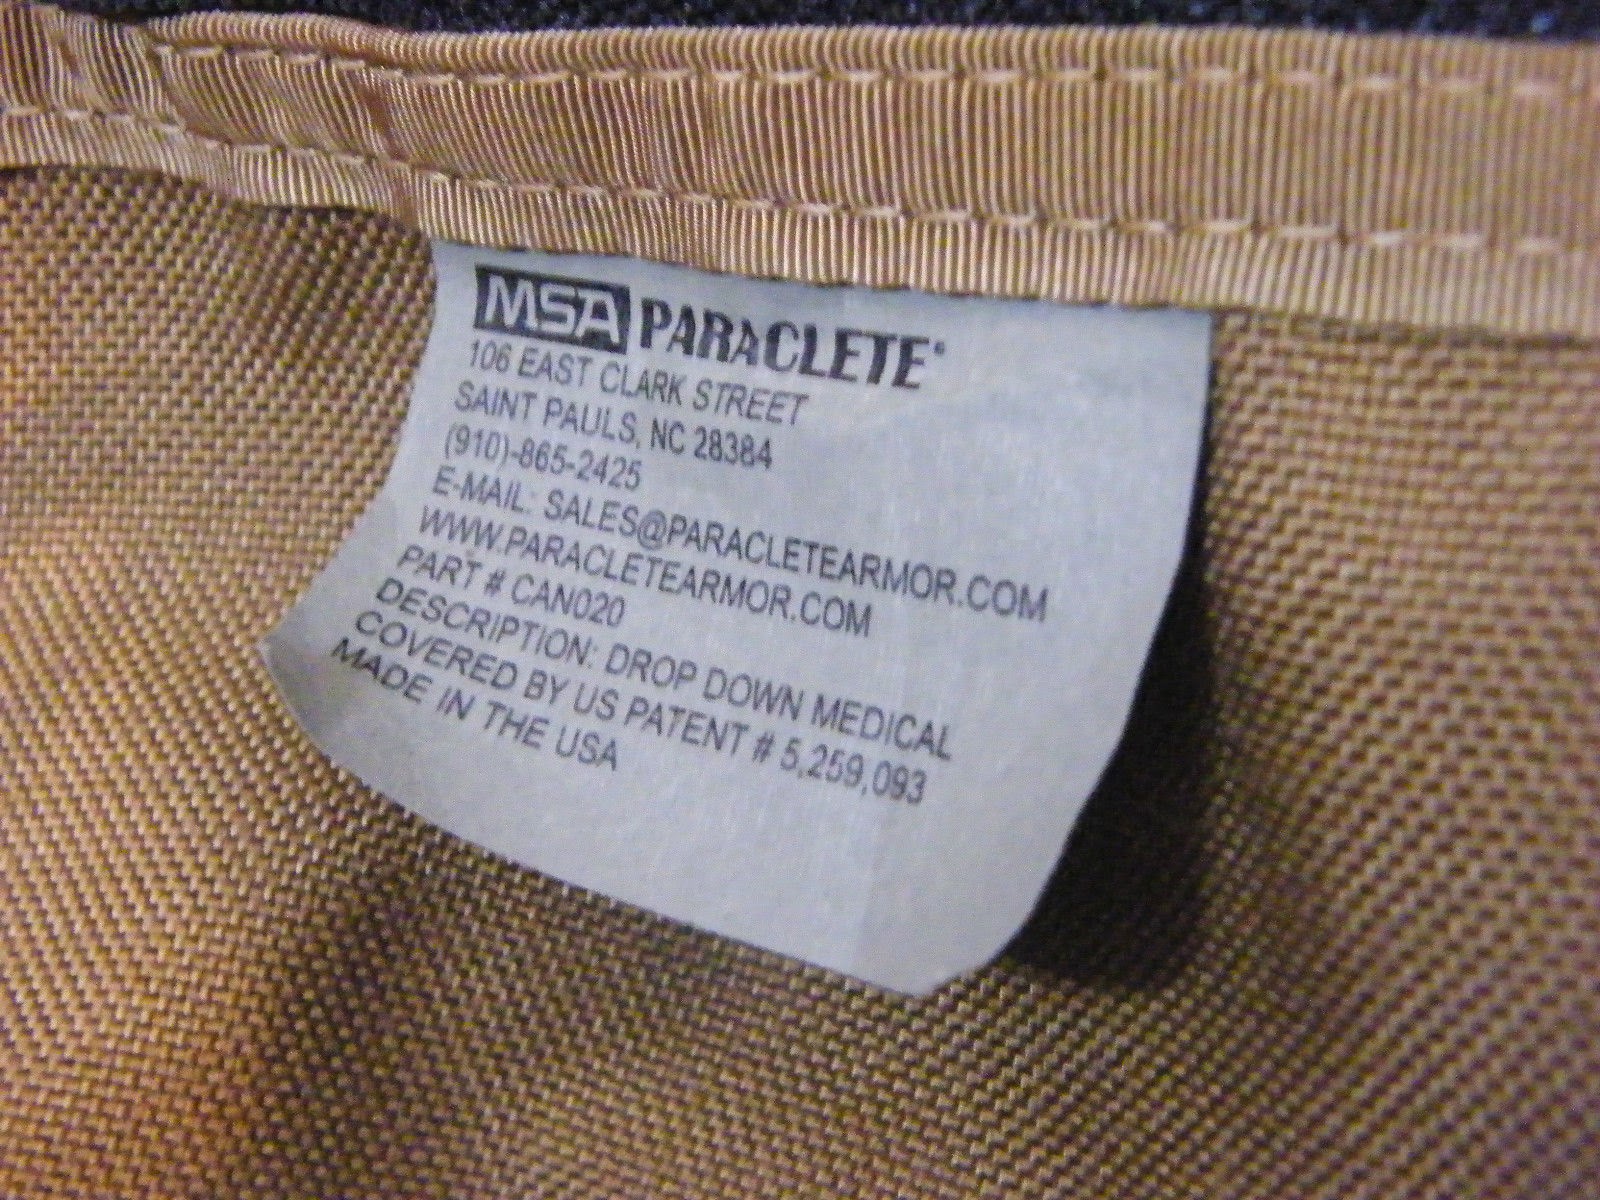 MSA PARACLETE®
106 EAST CLARK STREET
SAINT PAULS, NC 28384
(910)-865-2425
E-MAIL: SALES@PARACLETEARMOR.COM
WWW.PARACLETEARMOR.COM
PART # CAN020
DESCRIPTION: DROP DOWN MEDICAL
COVERED BY US PATENT # 5,259,093
MADE IN THE USA